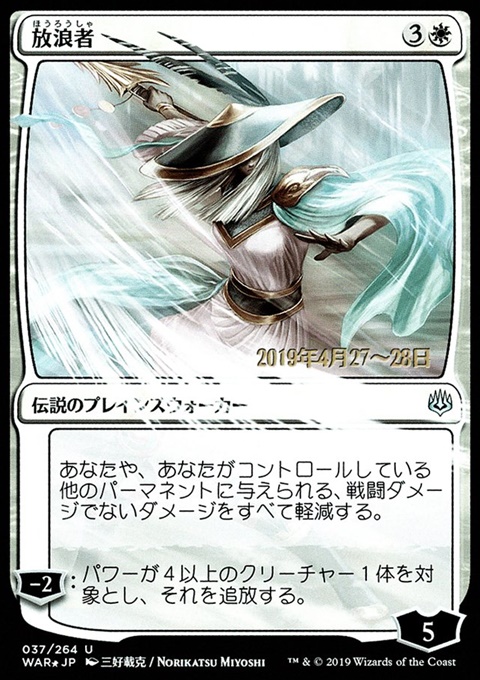 ほうろうしゃ
放浪者 3
2019年4月27~28日
伝説のプレインズウォーカー
あなたや、あなたがコントロールしている
他のパーマネントに与えられる、戦闘ダメー
ジでないダメージをすべて軽減する。
-2:パワーが4以上のクリーチャー1体を対
象とし、それを追放する。
5
037/264 U
WAR★JP 三好載克 / NORIKATSU MIYOSHI ™ & © 2019 Wizards of the Coast